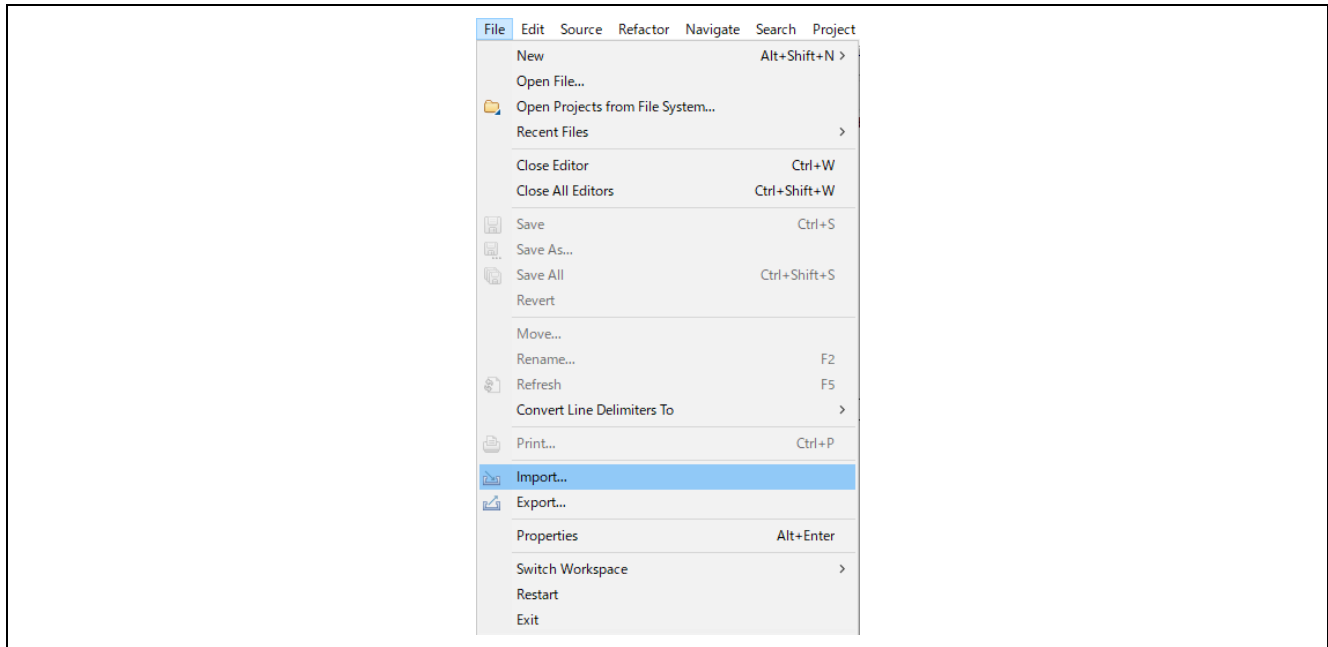 File Edit Source Refactor Navigate Search Project
New Alt+Shift+N >
Open File...
Open Projects from File System...
Recent Files >
Close Editor Ctrl+W
Close All Editors Ctrl+Shift+W
Save Ctrl+S
Save As...
Save All Ctrl+Shift+S
Revert
Move...
Rename... F2
Refresh F5
Convert Line Delimiters To >
Print... Ctrl+P
Import...
Export...
Properties Alt+Enter
Switch Workspace >
Restart
Exit